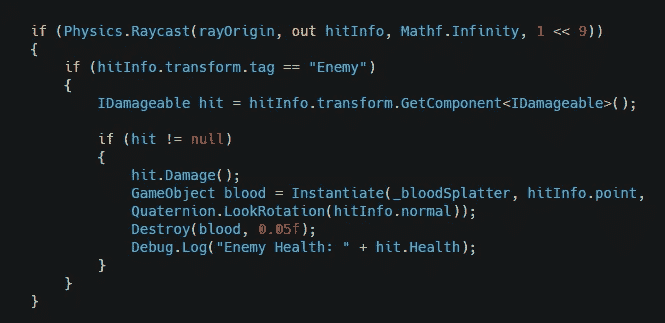 if (Physics.Raycast(rayOrigin, out hitInfo, Mathf.Infinity, 1 << 9))
{
    if (hitInfo.transform.tag == "Enemy")
    {
        IDamageable hit = hitInfo.transform.GetComponent<IDamageable>();

        if (hit != null)
        {
            hit.Damage();
            GameObject blood = Instantiate(_bloodSplatter, hitInfo.point,
            Quaternion.LookRotation(hitInfo.normal));
            Destroy(blood, 0.05f);
            Debug.Log("Enemy Health: " + hit.Health);
        }
    }
}